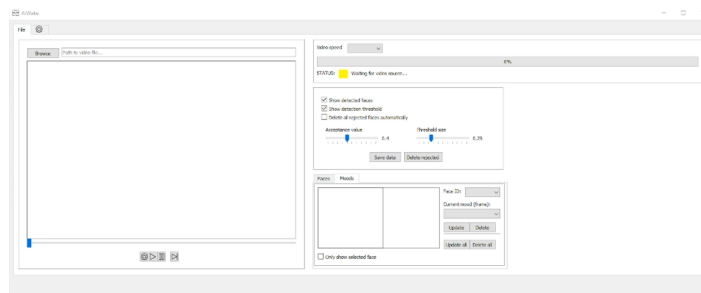 File
Browse
Path to video file...
Video speed
0%
STATUS:
Waiting for video source...
Show detected faces
Show detection threshold
Delete all rejected faces automatically
Acceptance value
Threshold size
0.4
0.25
Save data
Delete rejected
Faces
Moods
Face ID:
Current mood (frame):
Update
Delete
Update all
Delete all
Only show selected face